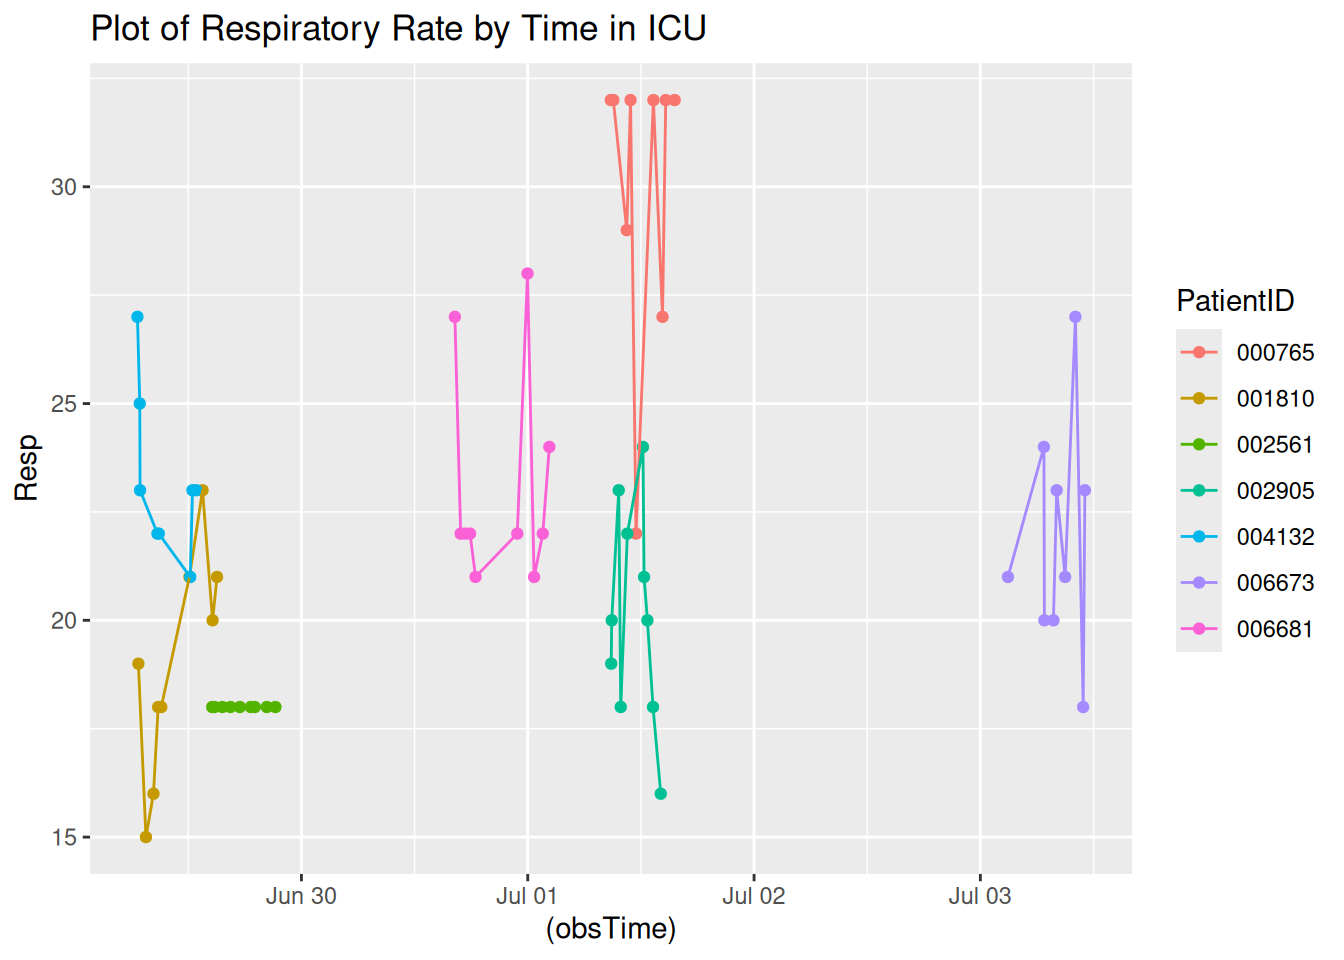 Plot of Respiratory Rate by Time in ICU
30
25
20
15
Resp
Jun 30
Jul 01
Jul 02
Jul 03
(obsTime)
PatientID
000765
001810
002561
002905
004132
006673
006681